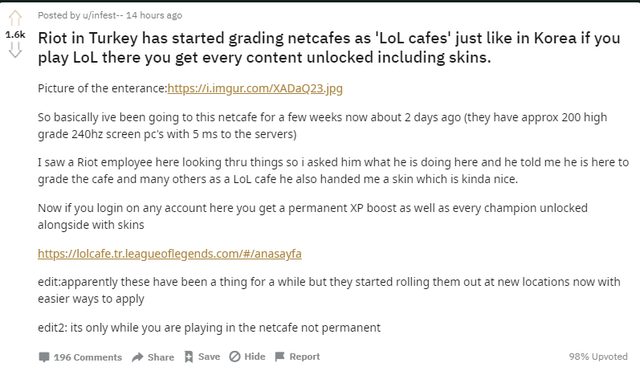 Posted by u/infest-- 14 hours ago
1.6k
Riot in Turkey has started grading netcafes as 'LoL cafes' just like in Korea if you
play LoL there you get every content unlocked including skins.
Picture of the enterance:https://i.imgur.com/XADaQ23.jpg
So basically ive been going to this netcafe for a few weeks now about 2 days ago (they have approx 200 high
grade 240hz screen pc's with 5 ms to the servers)
I saw a Riot employee here looking thru things so i asked him what he is doing here and he told me he is here to
grade the cafe and many others as a LoL cafe he also handed me a skin which is kinda nice.
Now if you login on any account here you get a permanent XP boost as well as every champion unlocked
alongside with skins
https://lolcafe.tr.leagueoflegends.com/#/anasayfa
edit:apparently these have been a thing for a while but they started rolling them out at new locations now with
easier ways to apply
edit2: its only while you are playing in the netcafe not permanent
196 Comments Share Save Hide Report 98% Upvoted